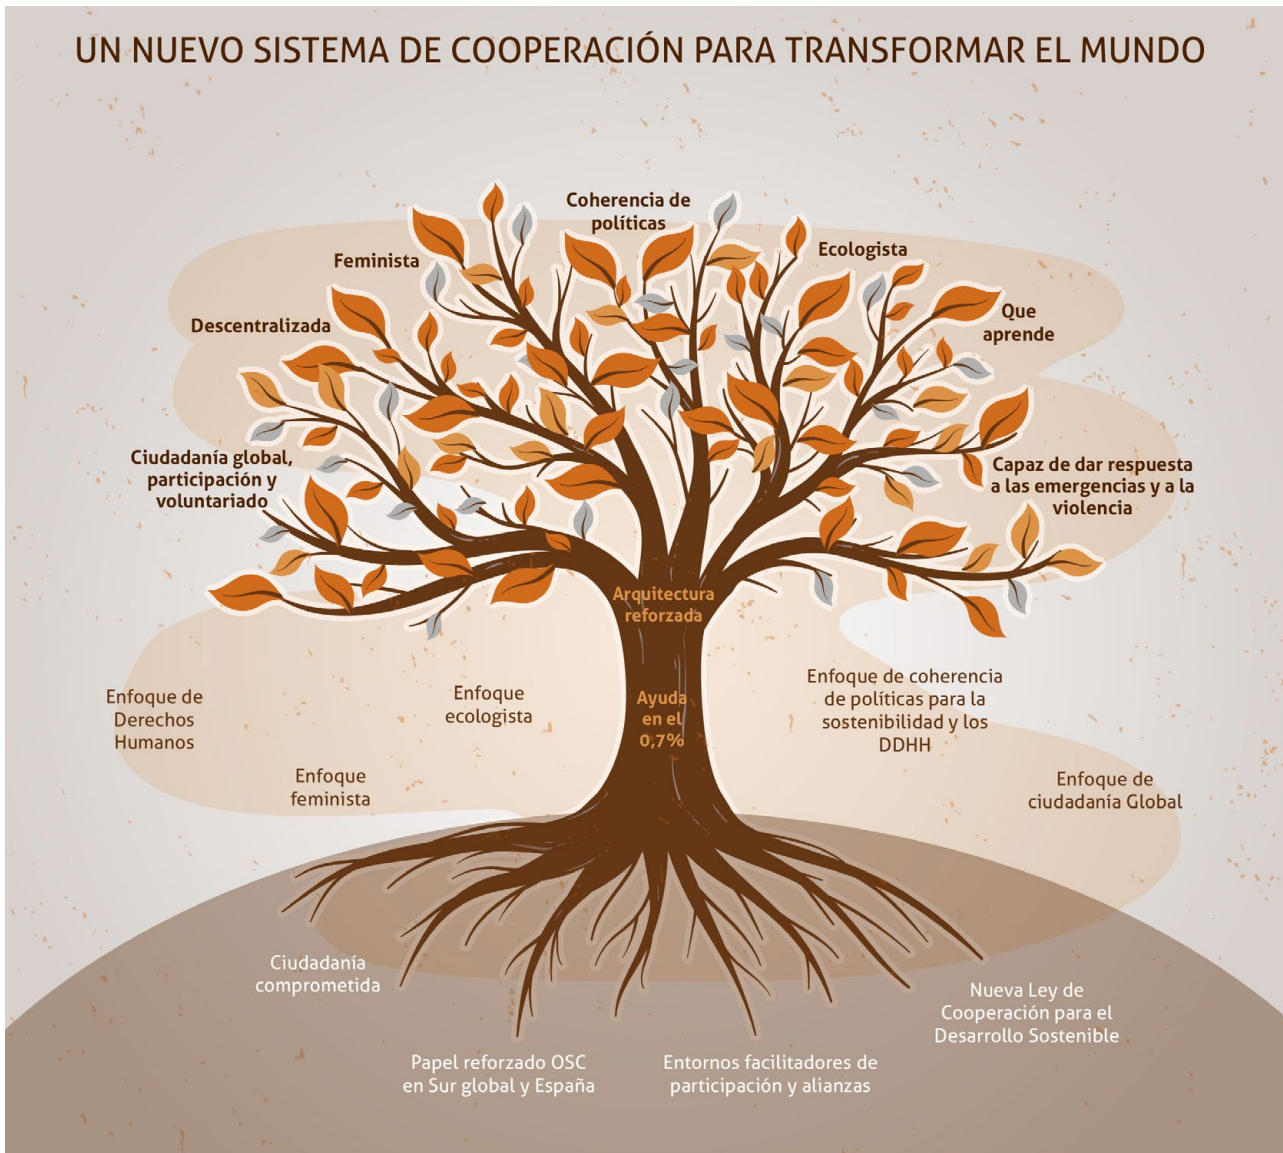 UN NUEVO SISTEMA DE COOPERACIÓN PARA TRANSFORMAR EL MUNDO
Coherencia de
políticas
Feminista
Ecologista
Descentralizada
Que
aprende
Ciudadanía global,
participación y
voluntariado
Capaz de dar respuesta
a las emergencias y a la
violencia
Arquitectura
reforzada
Ayuda
en el
0,7%
Enfoque de
Derechos
Humanos
Enfoque
ecologista
Enfoque
feminista
Enfoque de coherencia
de políticas para la
sostenibilidad y los
DDHH
Enfoque de
ciudadanía Global
Ciudadanía
comprometida
Papel reforzado OSC
en Sur global y España
Entornos facilitadores de
participación y alianzas
Nueva Ley de
Cooperación para el
Desarrollo Sostenible